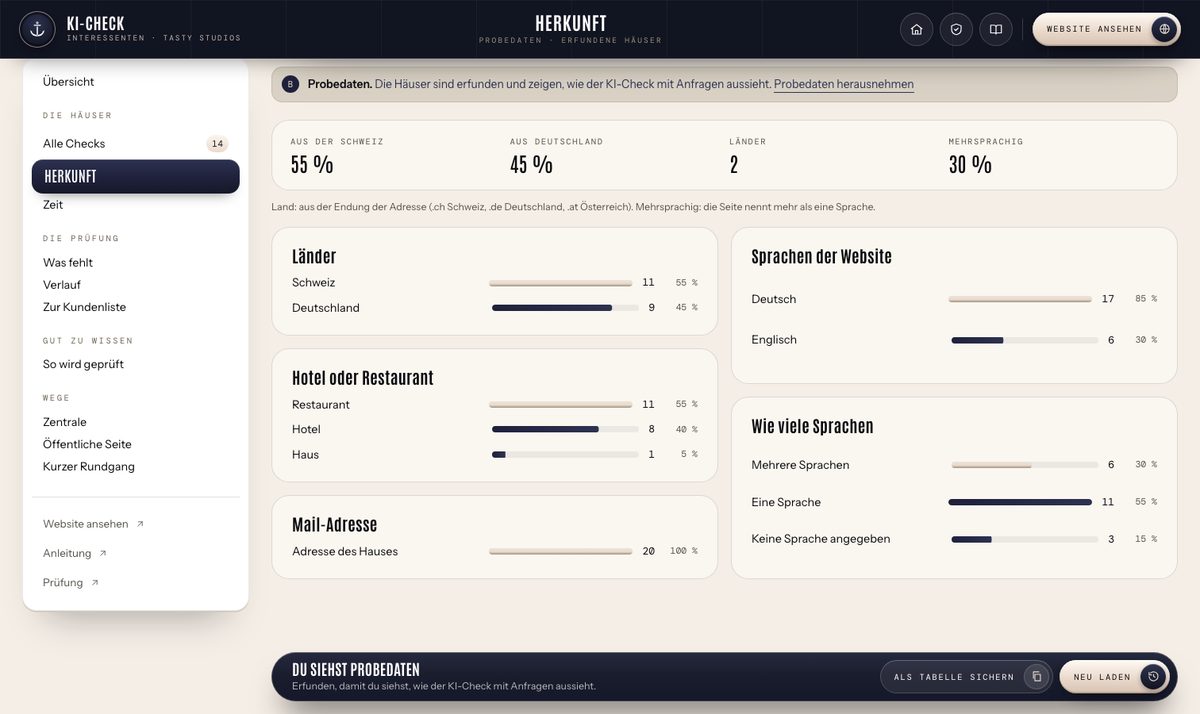 KI-CHECK
INTERESSENTEN · TASTY STUDIOS
HERKUNFT
PROBEDATEN · ERFUNDENE HÄUSER
WEBSITE ANSEHEN
Übersicht
DIE HÄUSER
Alle Checks 14
HERKUNFT
Zeit
DIE PRÜFUNG
Was fehlt
Verlauf
Zur Kundenliste
GUT ZU WISSEN
So wird geprüft
WEGE
Zentrale
Öffentliche Seite
Kurzer Rundgang
Website ansehen ↗
Anleitung ↗
Prüfung ↗
B Probedaten. Die Häuser sind erfunden und zeigen, wie der KI-Check mit Anfragen aussieht. Probedaten herausnehmen
AUS DER SCHWEIZ
55 %
AUS DEUTSCHLAND
45 %
LÄNDER
2
MEHRSPRACHIG
30 %
Land: aus der Endung der Adresse (.ch Schweiz, .de Deutschland, .at Österreich). Mehrsprachig: die Seite nennt mehr als eine Sprache.
Länder
Schweiz 11 55 %
Deutschland 9 45 %
Hotel oder Restaurant
Restaurant 11 55 %
Hotel 8 40 %
Haus 1 5 %
Mail-Adresse
Adresse des Hauses 20 100 %
Sprachen der Website
Deutsch 17 85 %
Englisch 6 30 %
Wie viele Sprachen
Mehrere Sprachen 6 30 %
Eine Sprache 11 55 %
Keine Sprache angegeben 3 15 %
DU SIEHST PROBEDATEN
Erfunden, damit du siehst, wie der KI-Check mit Anfragen aussieht.
ALS TABELLE SICHERN
NEU LADEN